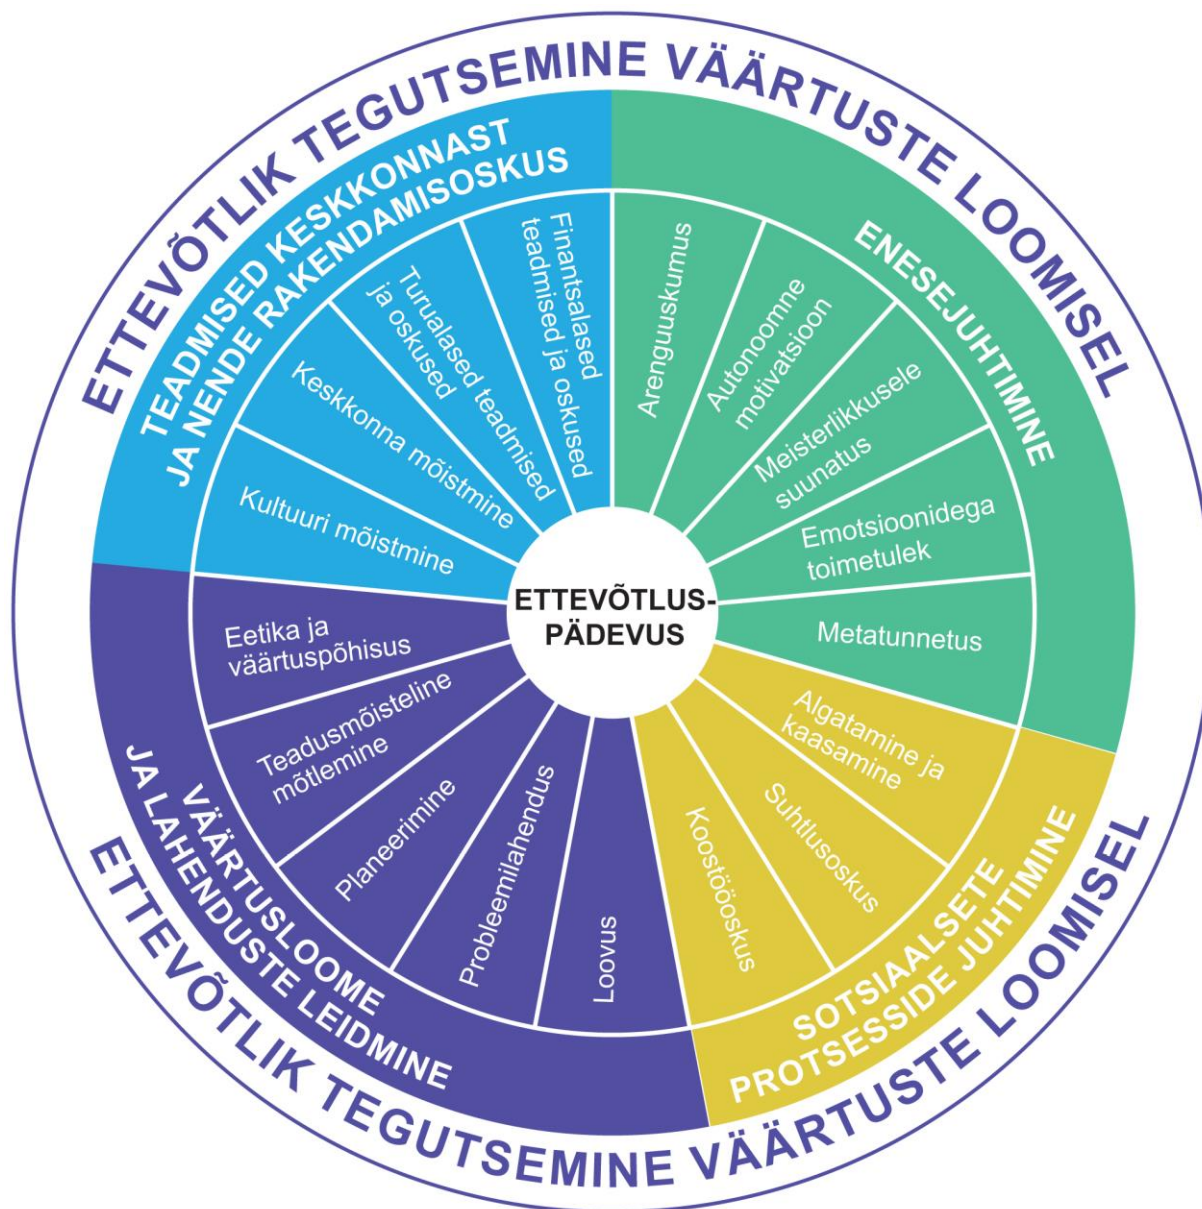 ETTEVÕTLIK TEGUTSEMINE VÄÄRTUSTE LOOMISEL
TEADMISED KESKKONNAST
JA NENDE RAKENDAMISOSKUS
Kultuuri mõistmine
Keskkonna mõistmine
Turualased teadmised
ja oskused
Finantsalased
teadmised ja oskused
ENESEJUHTIMINE
Arenguuskumus
Autonoomne
motivatsioon
Meisterlikkusele
suunatus
Emotsioonidega
toimetulek
Metatunnetus
ETTEVÕTLUS-
PÄDEVUS
SOTSIAALSETE
PROTSESSIDE JUHTIMINE
Algatamine ja
kaasamine
Suhtlusoskus
Koostööoskus
VÄÄRTUSLOOME
JA LAHENDUSTE LEIDMINE
Eetika ja
väärtuspõhisus
Teadusmõisteline
mõtlemine
Planeerimine
Probleemilahendus
Loovus
ETTEVÕTLIK TEGUTSEMINE VÄÄRTUSTE LOOMISEL